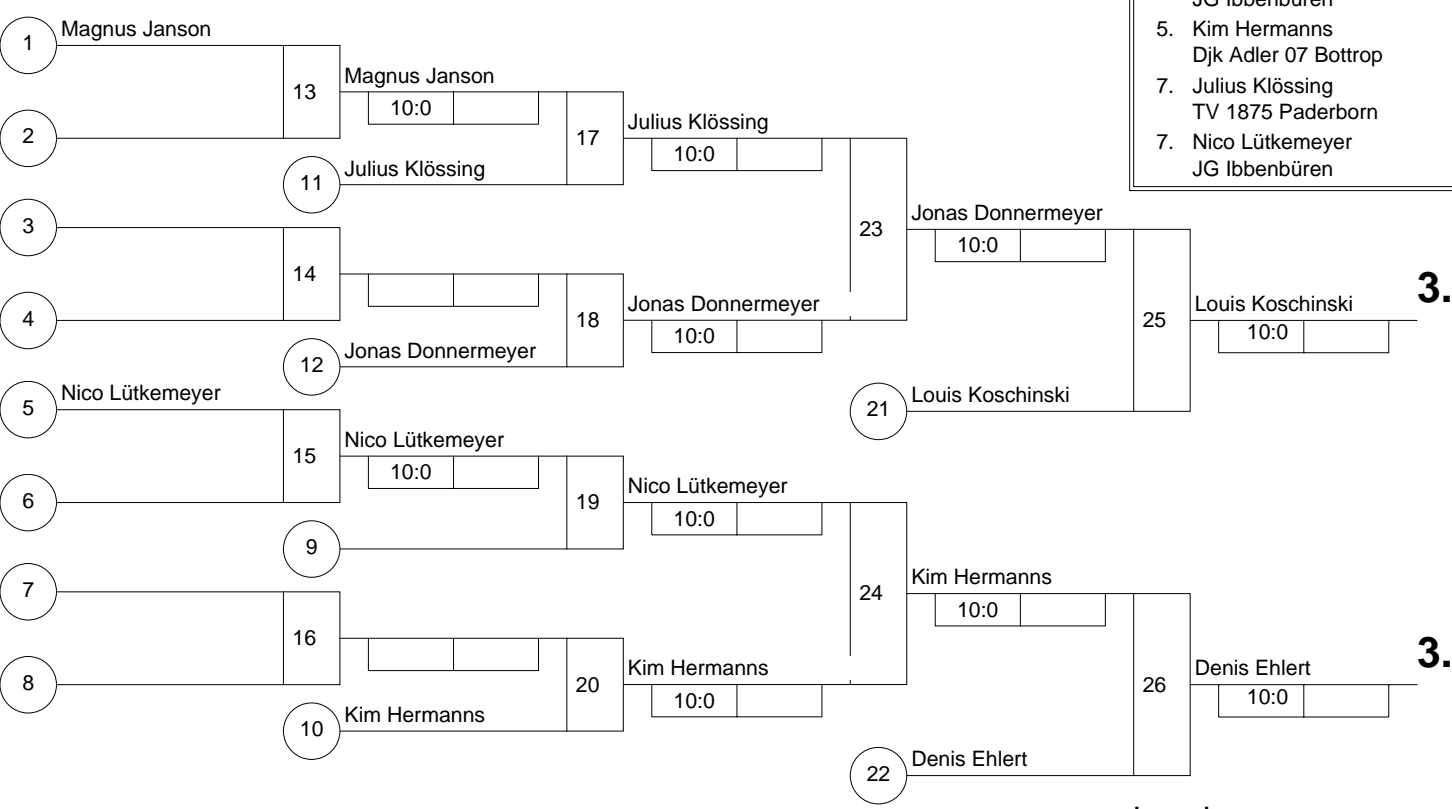 JG Ibbenbüren
5. Kim Hermanns
Djk Adler 07 Bottrop
7. Julius Klössing
TV 1875 Paderborn
7. Nico Lütkemeyer
JG Ibbenbüren
1 Magnus Janson
13 Magnus Janson
10:0
2
17 Julius Klössing
10:0
11 Julius Klössing
3
23 Jonas Donnermeyer
10:0
14
4
18 Jonas Donnermeyer
10:0
25 Louis Koschinski 3.
10:0
12 Jonas Donnermeyer
5 Nico Lütkemeyer
21 Louis Koschinski
15 Nico Lütkemeyer
10:0
6
19 Nico Lütkemeyer
10:0
9
7
24 Kim Hermanns
10:0
16
8
20 Kim Hermanns
10:0
26 Denis Ehlert 3.
10:0
10 Kim Hermanns
22 Denis Ehlert